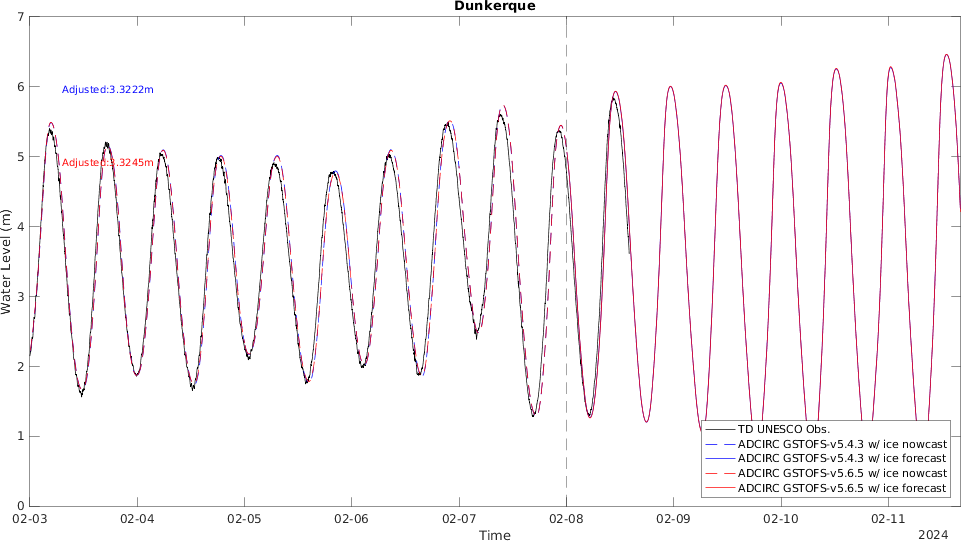 Dunkerque
7
6
5
4
3
2
1
0
Water Level (m)
Adjusted:3.3222m
Adjusted:3.3245m
TD UNESCO Obs.
ADCIRC GSTOFS-v5.4.3 w/ ice nowcast
ADCIRC GSTOFS-v5.4.3 w/ ice forecast
ADCIRC GSTOFS-v5.6.5 w/ ice nowcast
ADCIRC GSTOFS-v5.6.5 w/ ice forecast
02-03 02-04 02-05 02-06 02-07 02-08 02-09 02-10 02-11
Time
2024